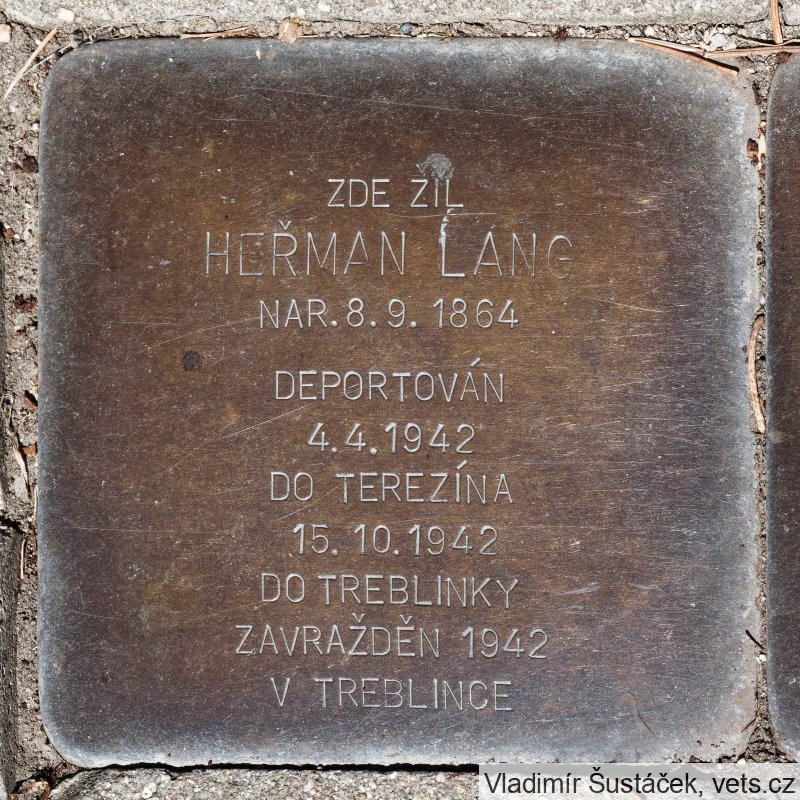 ZDE ŽIL
HEŘMAN LANG
NAR. 8. 9. 1864
DEPORTOVÁN
4. 4. 1942
DO TEREZÍNA
15. 10. 1942
DO TREBLINKY
ZAVRAŽDĚN 1942
V TREBLINCE
Vladimír Šustáček, vets.cz